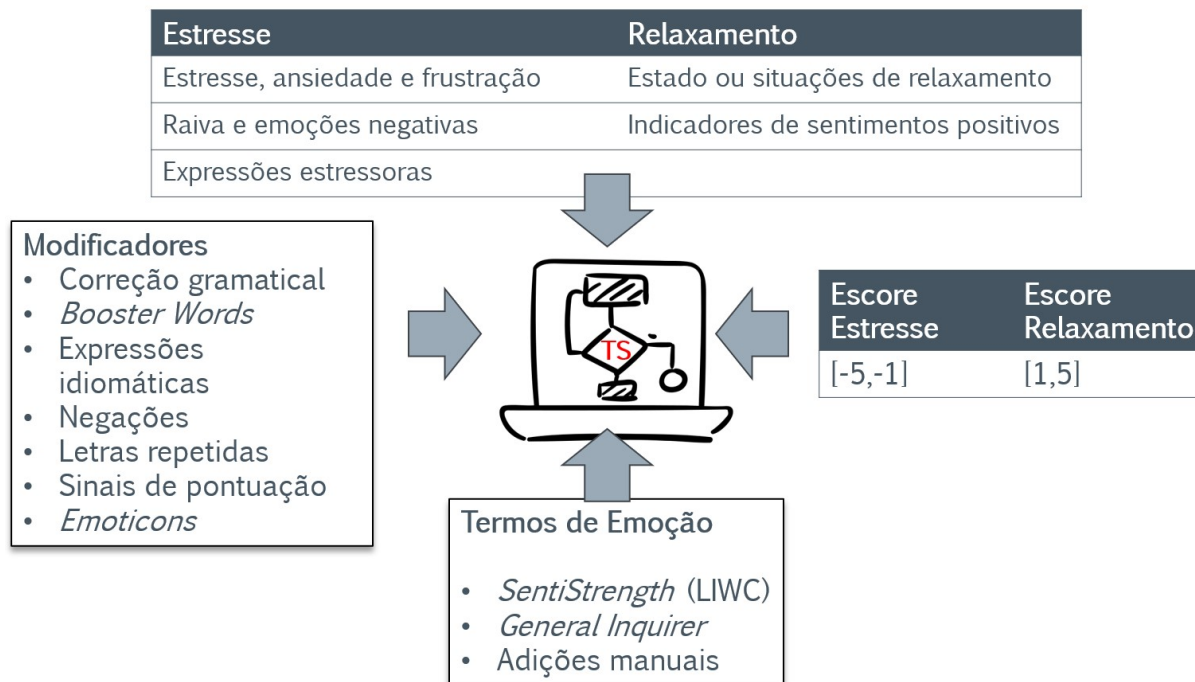 Estresse Relaxamento
Estresse, ansiedade e frustração Estado ou situações de relaxamento
Raiva e emoções negativas Indicadores de sentimentos positivos
Expressões estressoras
Modificadores
• Correção gramatical
• Booster Words
• Expressões
idiomáticas
• Negações
• Letras repetidas
• Sinais de pontuação
• Emoticons
TS
Escore Escore
Estresse Relaxamento
[-5,-1] [1,5]
Termos de Emoção
• SentiStrength (LIWC)
• General Inquirer
• Adições manuais